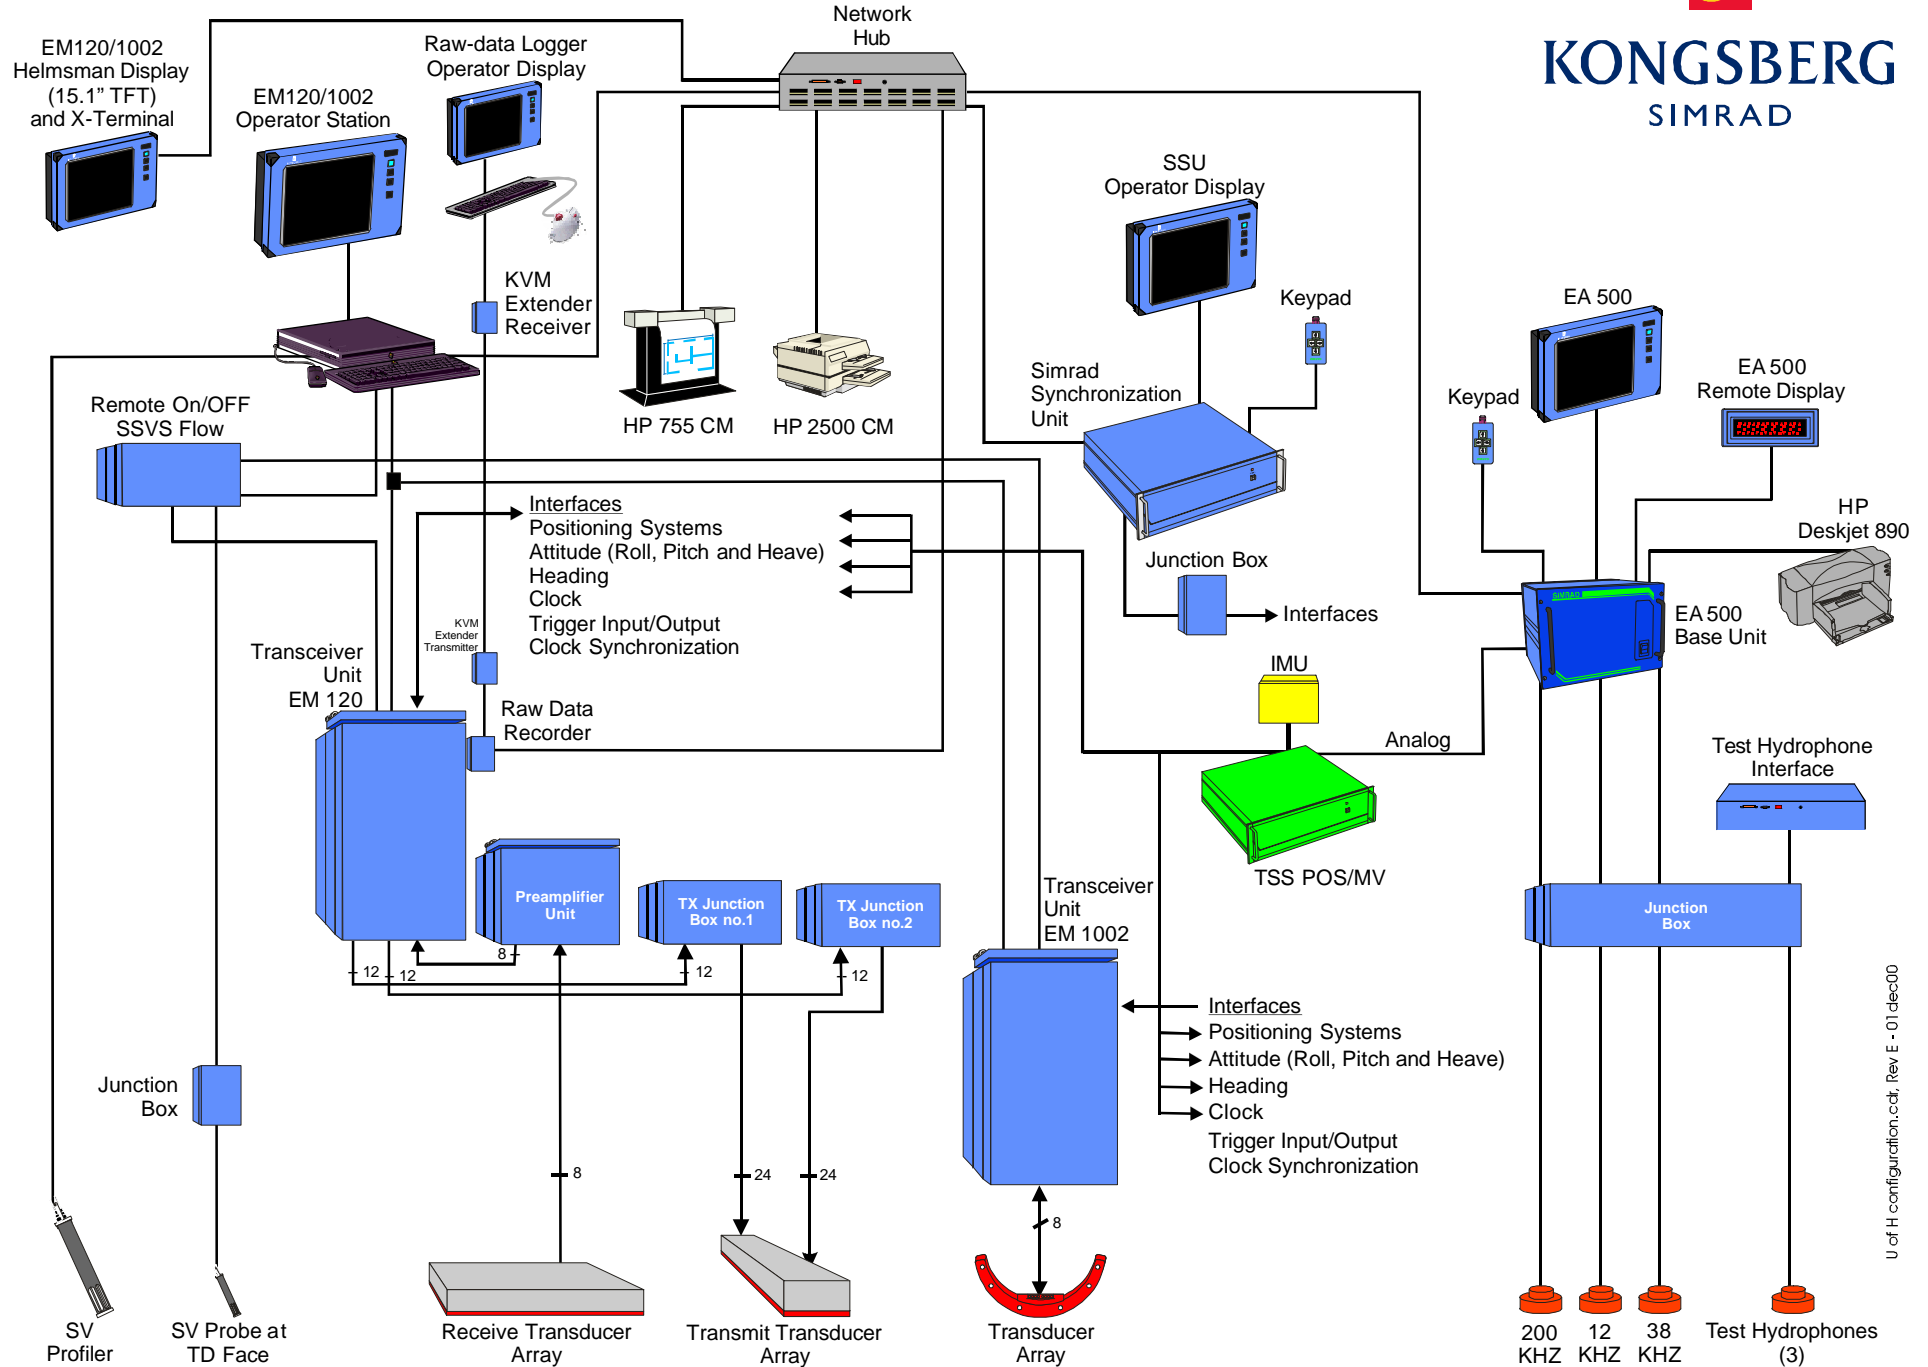 Network
Hub
KONGSBERG
SIMRAD
EM120/1002
Helmsman Display
(15.1” TFT)
and X-Terminal
EM120/1002
Operator Station
Raw-data Logger
Operator Display
SSU
Operator Display
KVM
Extender
Receiver
Keypad
EA 500
HP 755 CM
HP 2500 CM
Simrad
Synchronization
Unit
Keypad
EA 500
Remote Display
Remote On/OFF
SSVS Flow
HP
Deskjet 890
Interfaces
Positioning Systems
Attitude (Roll, Pitch and Heave)
Heading
Clock
Trigger Input/Output
Clock Synchronization
Junction Box
Interfaces
SIMRAD
EA 500
Base Unit
KVM
Extender
Transmitter
Transceiver
Unit
EM 120
Raw Data
Recorder
IMU
Analog
TSS POS/MV
Test Hydrophone
Interface
Preamplifier
Unit
TX Junction
Box no.1
TX Junction
Box no.2
Transceiver
Unit
EM 1002
Junction
Box
8
12
12
12
12
Interfaces
Positioning Systems
Attitude (Roll, Pitch and Heave)
Heading
Clock
Trigger Input/Output
Clock Synchronization
Junction
Box
8
24
24
8
SV
Profiler
SV Probe at
TD Face
Receive Transducer
Array
Transmit Transducer
Array
Transducer
Array
200
KHZ
12
KHZ
38
KHZ
Test Hydrophones
(3)
U of H configuration.cdr, Rev E - 01dec00